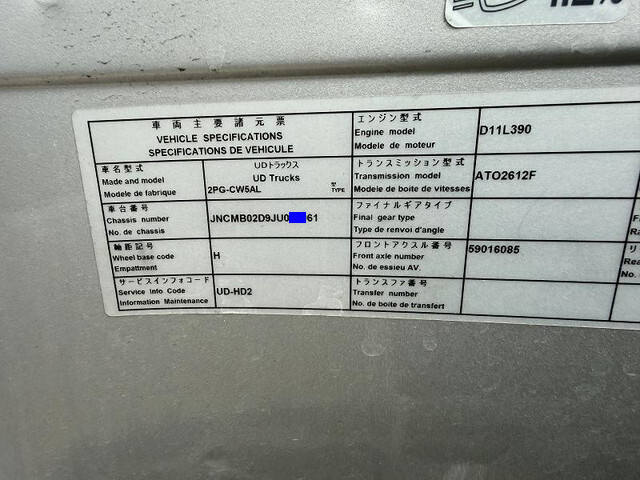 車両主要諸元票
VEHICLE SPECIFICATIONS
SPECIFICATIONS DE VEHICULE
車名型式
Made and model
Modele de fabrique
UDトラックス
UD Trucks
2PG-CW5AL
型
TYPE
車台番号
Chassis number
No. de chassis
JNCMB02D9JU0 61
輪距記号
Wheel base code
Empattment
H
サービスインフォコード
Service Info Code
Information Maintenance
UD-HD2
エンジン型式
Engine model
Modele de moteur
D11L390
トランスミッション型式
Transmission model
Modele de boite de vitesses
ATO2612F
ファイナルギアタイプ
Final gear type
Type de renvoi d'angle
フロントアクスル番号
Front axle number
No. de essieu AV.
59016085
トランスファ番号
Transfer number
No. de boite de transfert
リ
Rea
No.